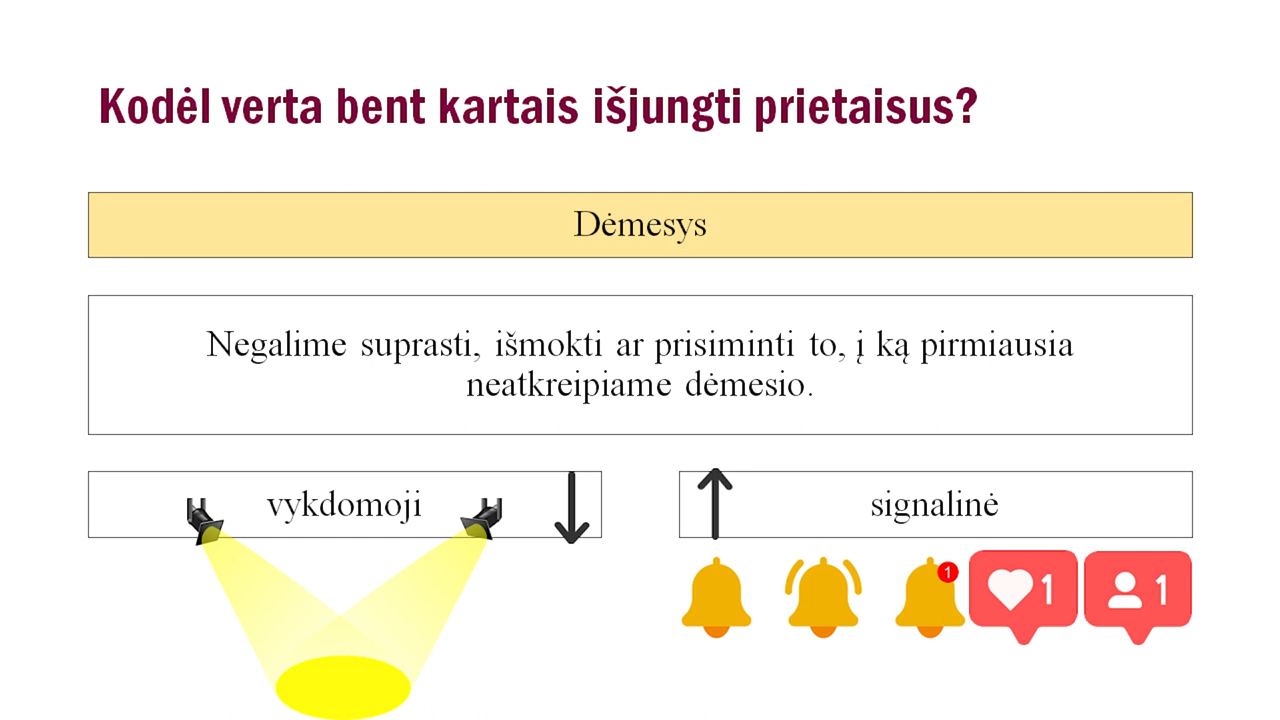 Kodėl verta bent kartais išjungti prietaisus?
Dėmesys
Negalime suprasti, išmokti ar prisiminti to, į ką pirmiausia
neatkreipiame dėmesio.
vykdomoji
signalinė
1
1
1